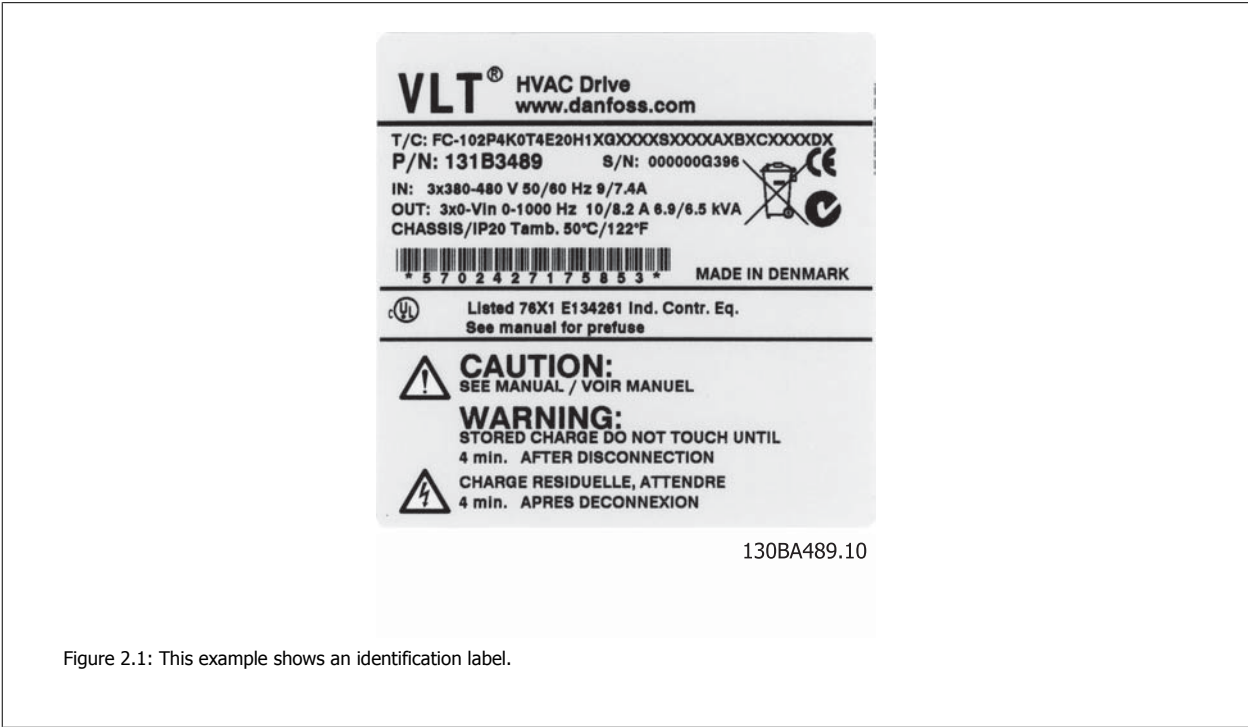 VLT® HVAC Drive
www.danfoss.com
T/C: FC-102P4K0T4E20H1XGXXXXSXXXXAXBXCXXXXDX
P/N: 131B3489 S/N: 000000G396
IN: 3x380-480 V 50/60 Hz 9/7.4A
OUT: 3x0-Vin 0-1000 Hz 10/8.2 A 6.9/6.5 kVA
CHASSIS/IP20 Tamb. 50°C/122°F
CE
* 5 7 0 2 4 2 7 1 7 5 8 5 3 * MADE IN DENMARK
c UL Listed 76X1 E134261 Ind. Contr. Eq.
See manual for prefuse
CAUTION:
SEE MANUAL / VOIR MANUEL
WARNING:
STORED CHARGE DO NOT TOUCH UNTIL
4 min. AFTER DISCONNECTION
CHARGE RESIDUELLE, ATTENDRE
4 min. APRES DECONNEXION
130BA489.10
Figure 2.1: This example shows an identification label.